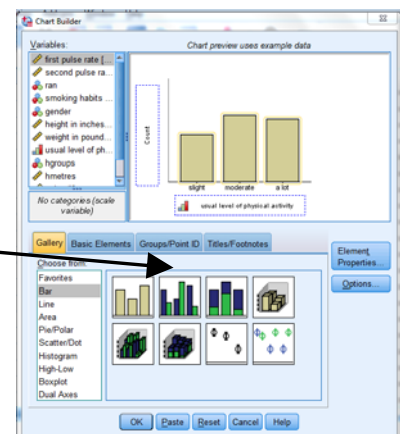 Chart Builder
Variables:
Chart preview uses example data
first pulse rate [...
second pulse ra...
ran
smoking habits ...
gender
height in inches...
weight in pound...
usual level of ph...
hgroups
hmetres
No categories (scale
variable)
Count
slight moderate a lot
usual level of physical activity
Gallery Basic Elements Groups/Point ID Titles/Footnotes
Choose from:
Favorites
Bar
Line
Area
Pie/Polar
Scatter/Dot
Histogram
High-Low
Boxplot
Dual Axes
Element
Properties...
Options...
OK Paste Reset Cancel Help